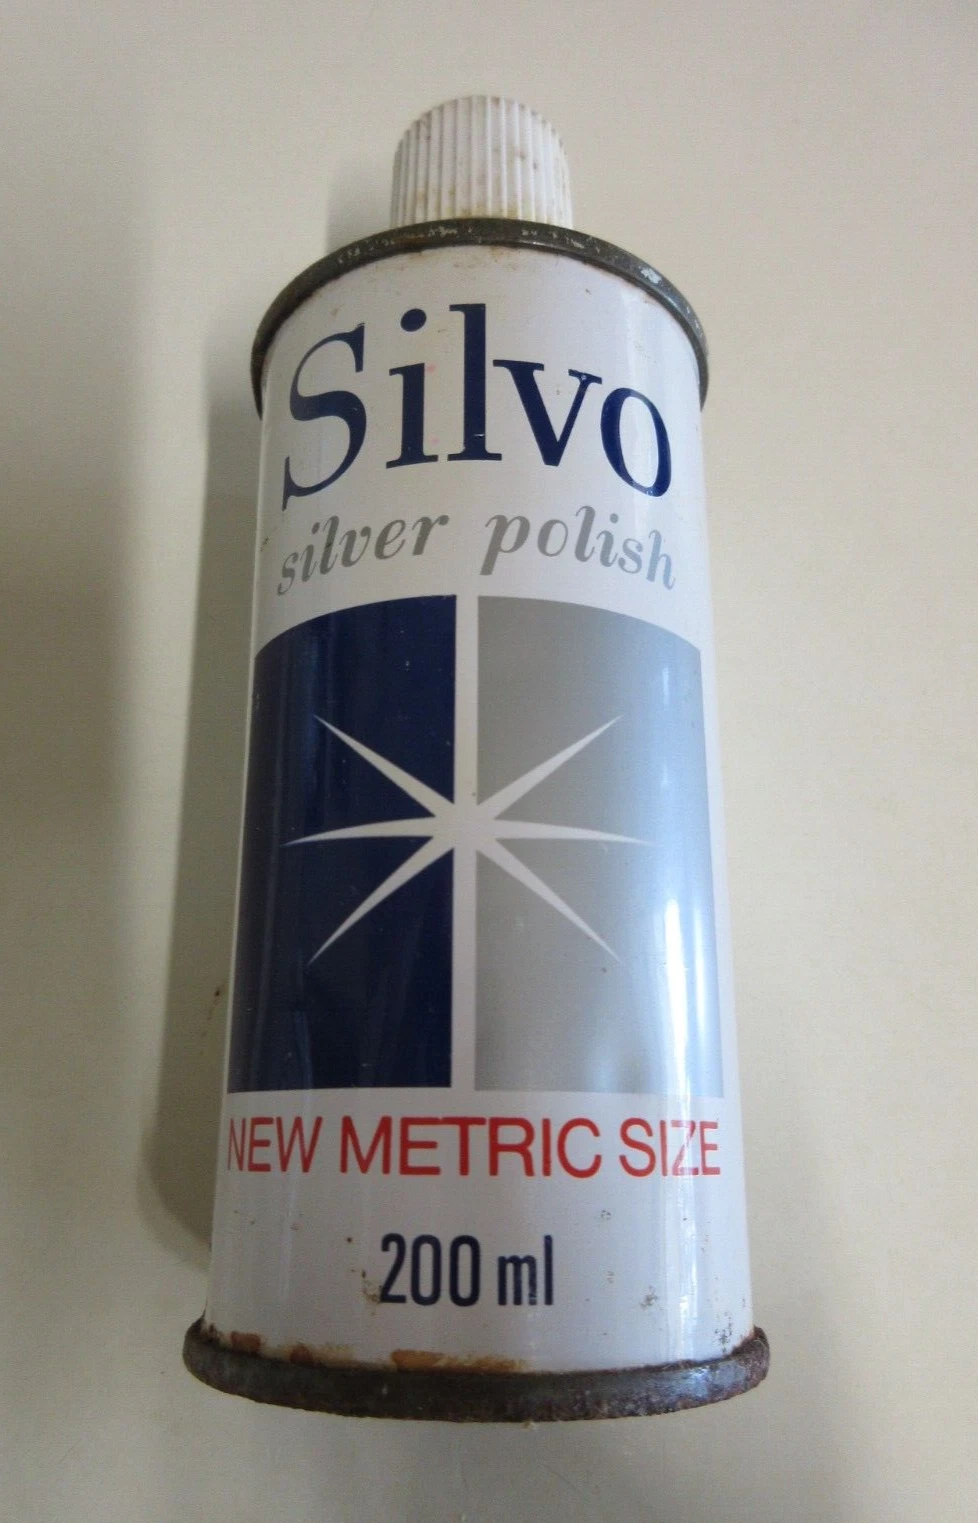 Silvo
silver polish
NEW METRIC SIZE
200 ml